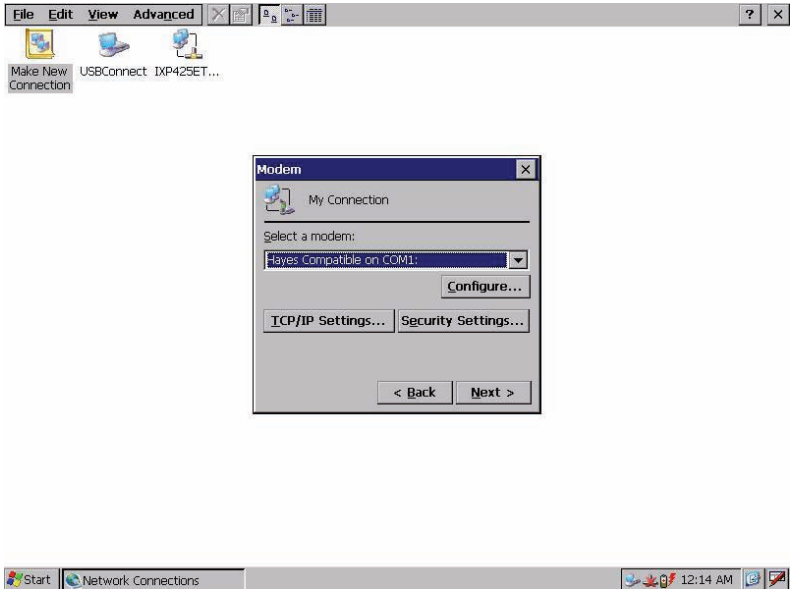 File Edit View Advanced ? ×
Make New Connection
USBConnect
IXP425ET...
Modem ×
My Connection
Select a modem:
Hayes Compatible on COM1:
Configure...
TCP/IP Settings... Security Settings...
< Back Next >
Start Network Connections 12:14 AM